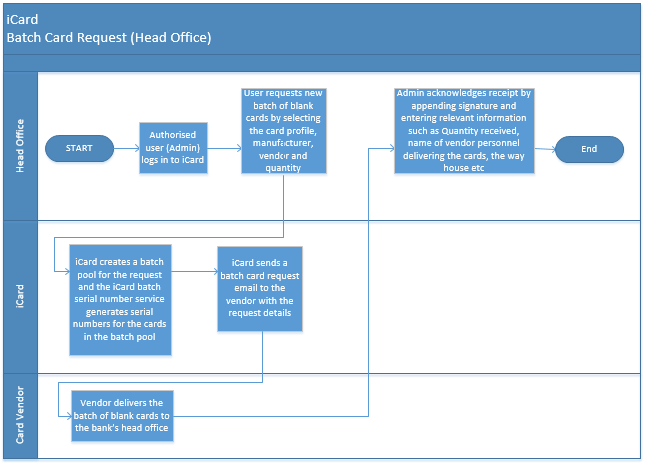 iCard
Batch Card Request (Head Office)
Head Office
START
Authorised
user (Admin)
logs in to iCard
User requests new
batch of blank
cards by selecting
the card profile,
manufacturer,
vendor and
quantity
Admin acknowledges receipt by
appending signature and
entering relevant information
such as Quantity received,
name of vendor personnel
delivering the cards, the way
house etc
End
iCard
iCard creates a batch
pool for the request
and the iCard batch
serial number service
generates serial
numbers for the cards
in the batch pool
iCard sends a
batch card request
email to the
vendor with the
request details
Card Vendor
Vendor delivers the
batch of blank cards to
the bank's head office